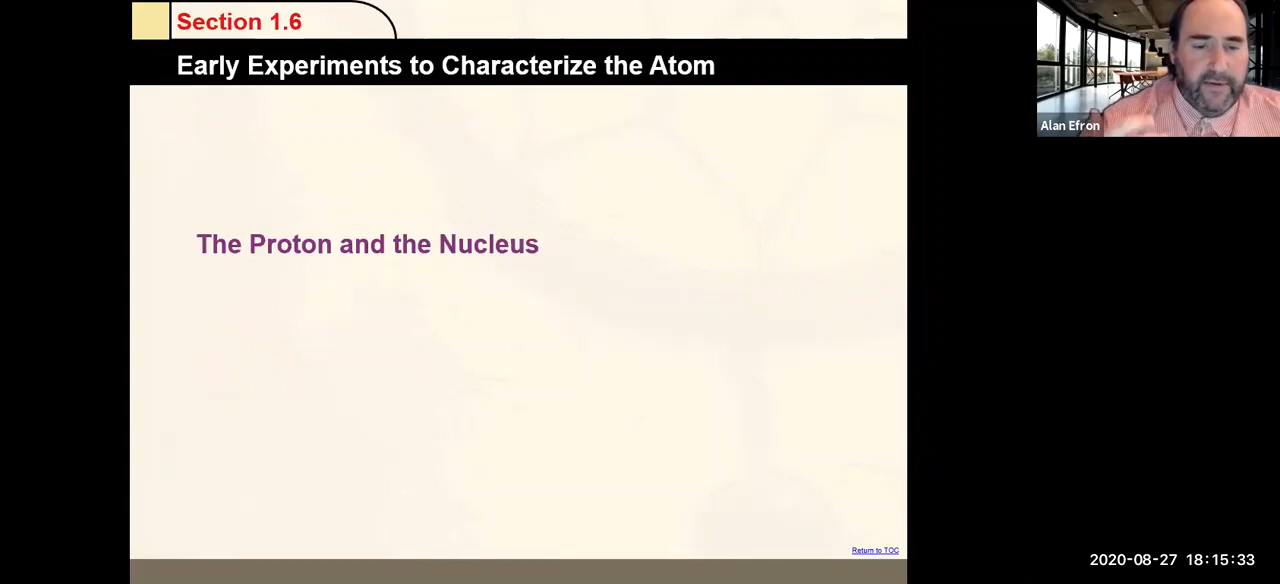 Section 1.6
Early Experiments to Characterize the Atom
Alan Efron
The Proton and the Nucleus
Return to TOC
2020-08-27 18:15:33